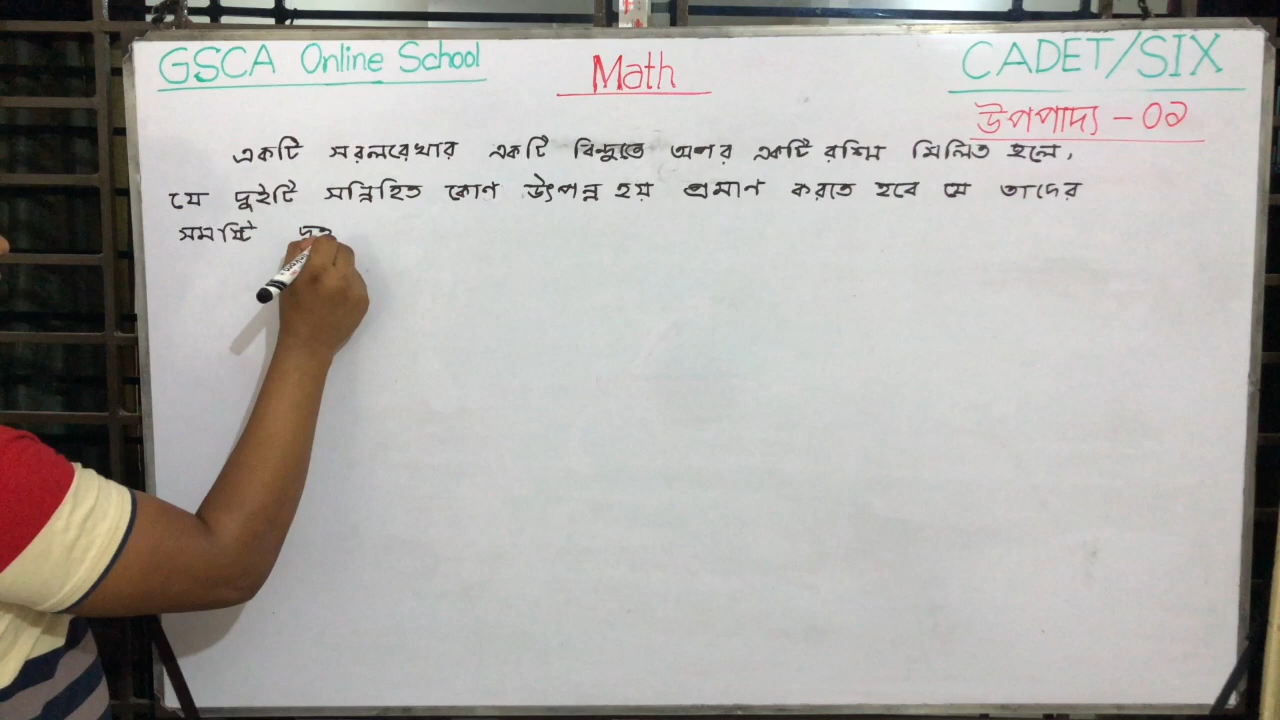 GSCA Online School
Math
CADET/SIX
উপপাদ্য - ০১
একটি সরলরেখার একটি বিন্দুতে অপর একটি রশ্মি মিলিত হলে,
যে দুইটি সন্নিহিত কোণ উৎপন্ন হয় প্রমাণ করতে হবে যে তাদের
সমষ্টি